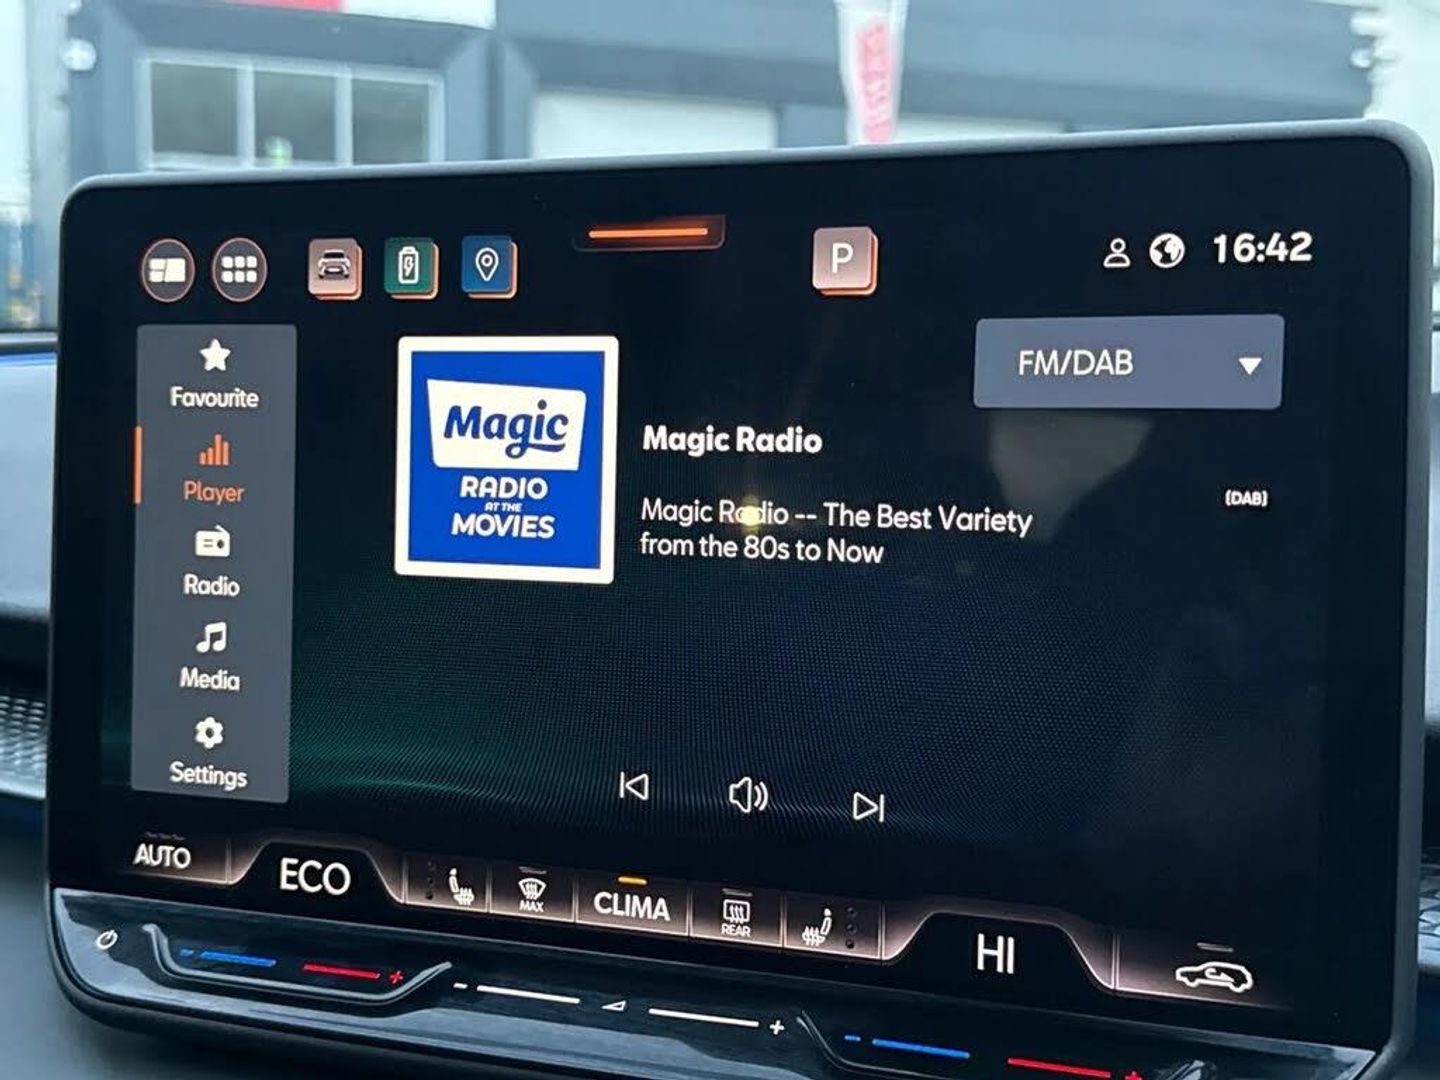 P
16:42
Favourite
Player
Radio
Media
Settings
Magic
RADIO
AT THE
MOVIES
FM/DAB
Magic Radio
(DAB)
Magic Radio -- The Best Variety
from the 80s to Now
AUTO
ECO
MAX
CLIMA
REAR
HI
- +
- +
- +